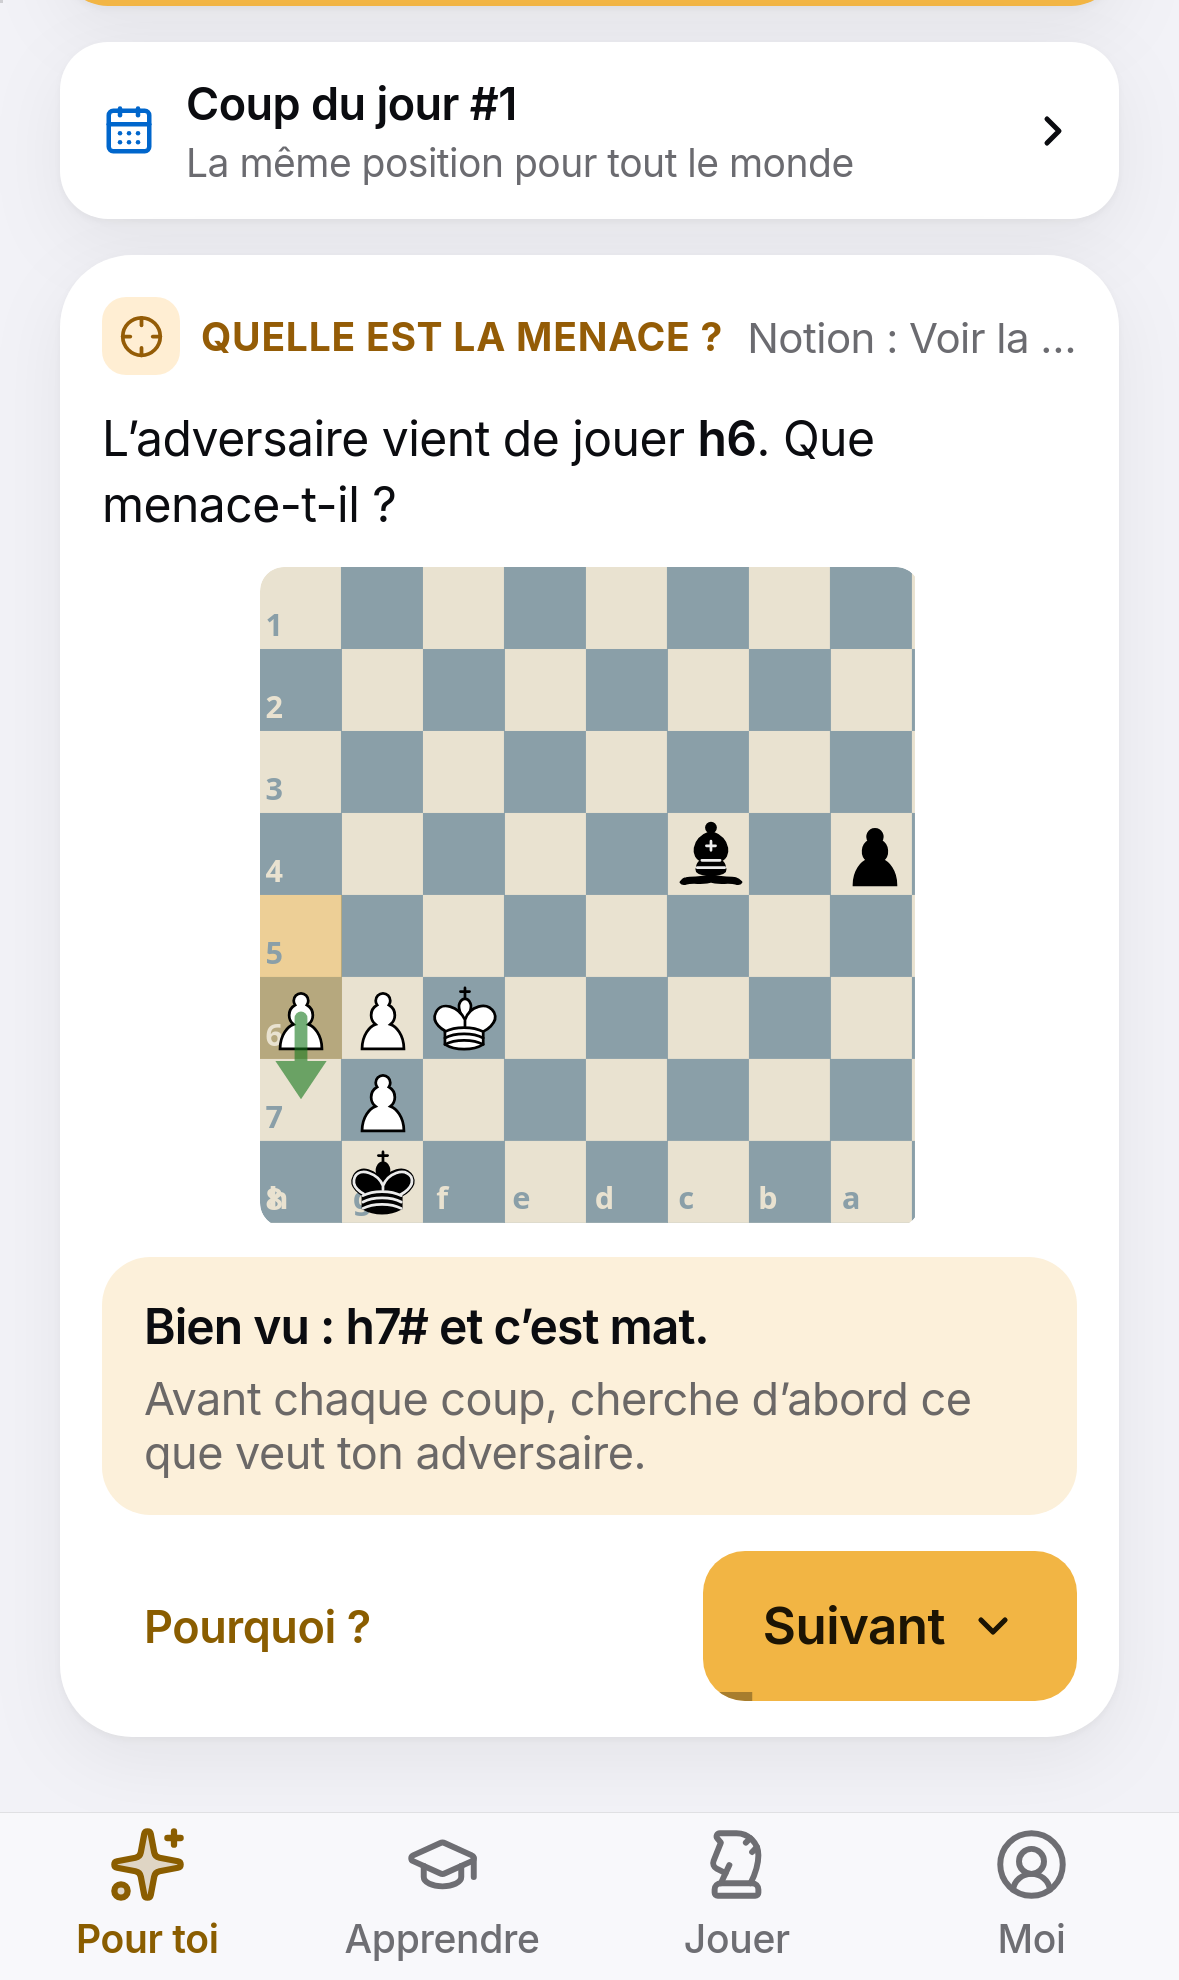 Coup du jour #1
La même position pour tout le monde
QUELLE EST LA MENACE ? Notion : Voir la ...
L’adversaire vient de jouer h6. Que
menace-t-il ?
1
2
3
4
5
6
7
8 h g f e d c b a
Bien vu : h7# et c’est mat.
Avant chaque coup, cherche d’abord ce
que veut ton adversaire.
Pourquoi ? Suivant
Pour toi Apprendre Jouer Moi